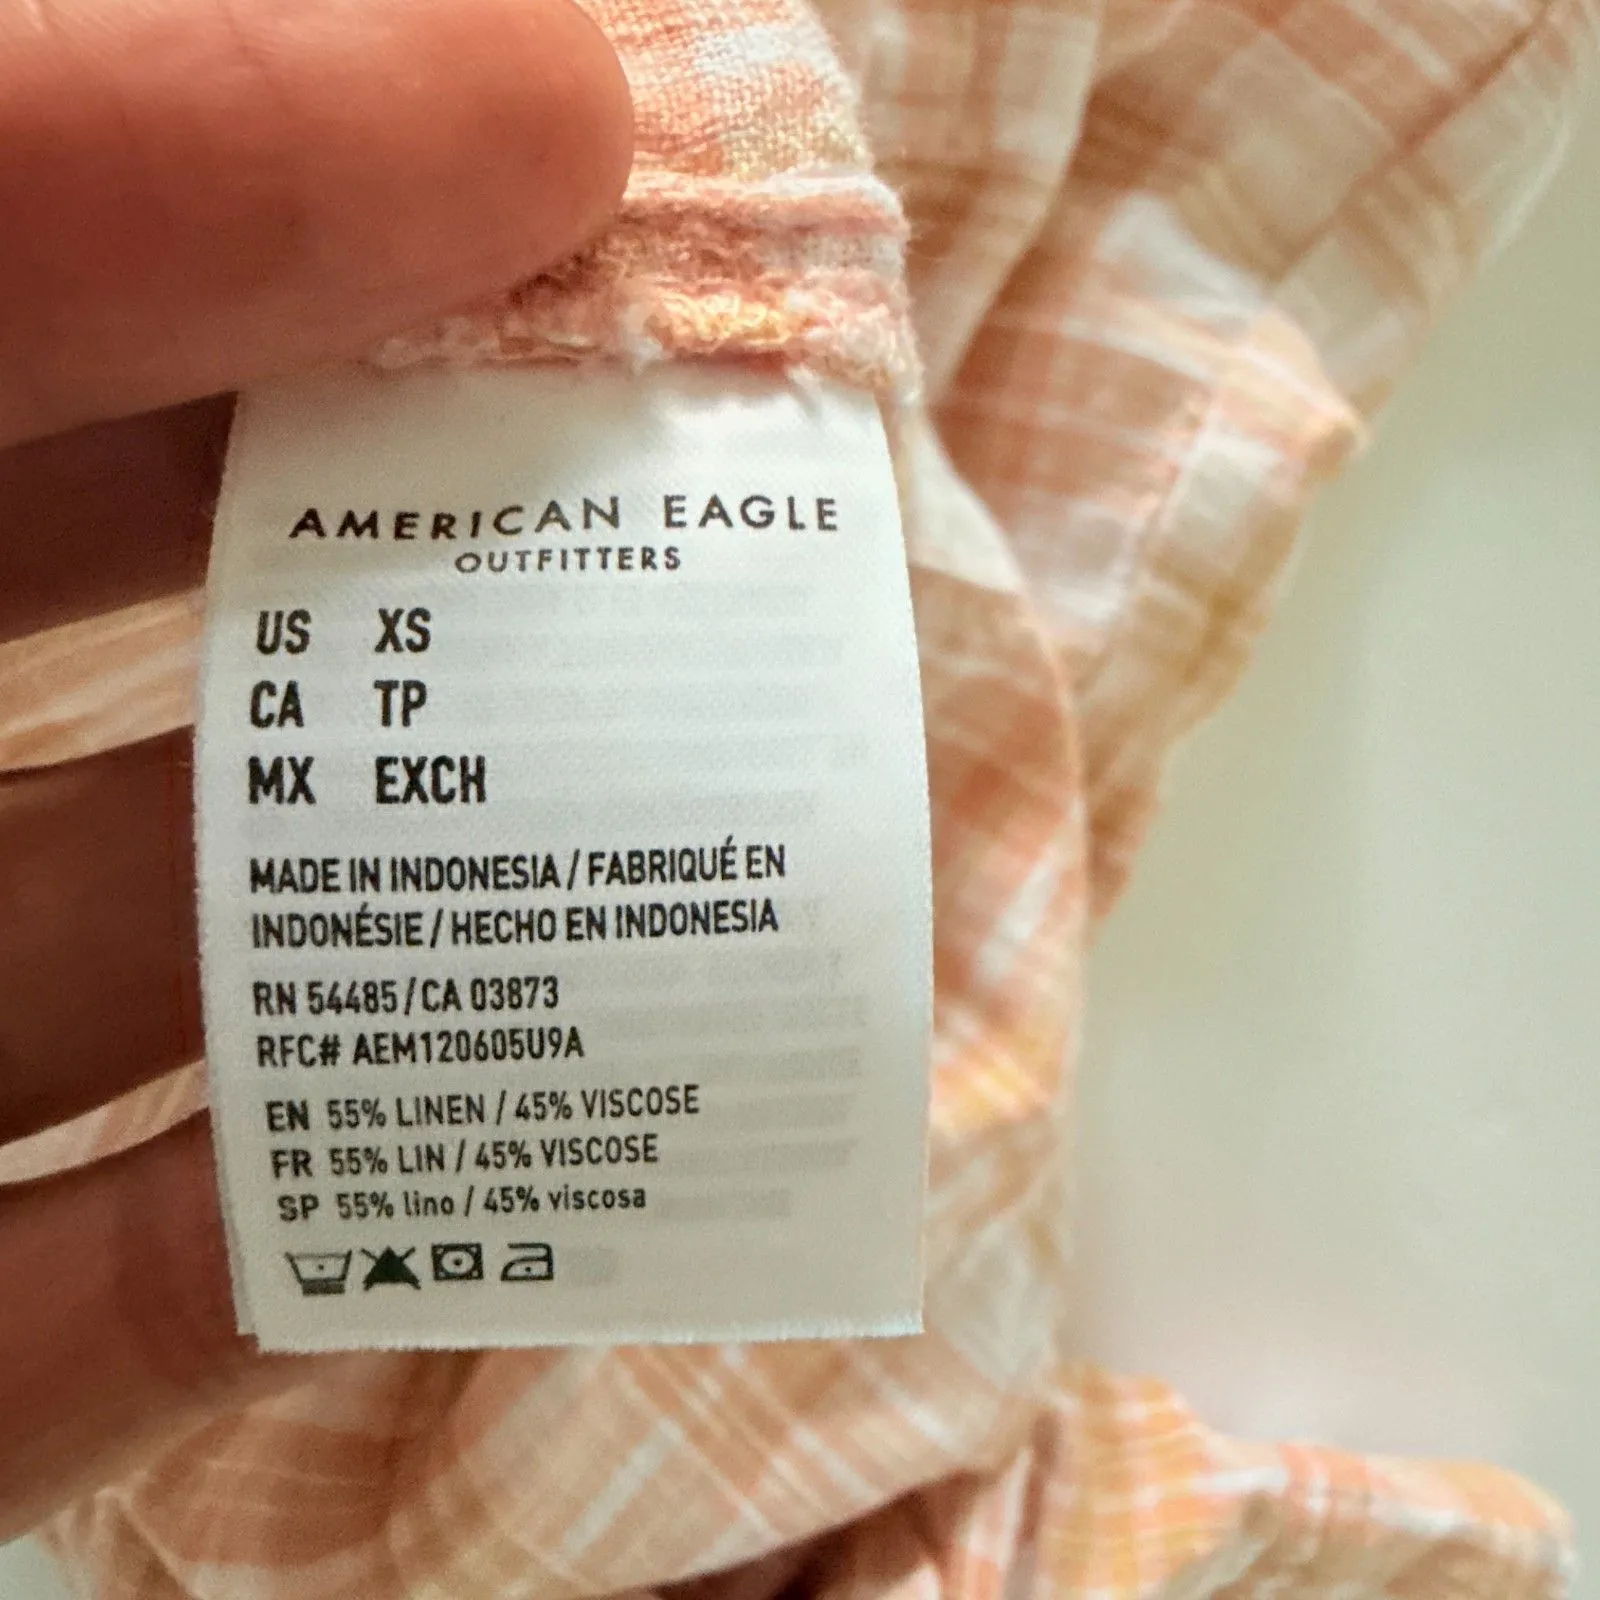 AMERICAN EAGLE
OUTFITTERS
US XS
CA TP
MX EXCH
MADE IN INDONESIA / FABRIQUÉ EN
INDONÉSIE / HECHO EN INDONESIA
RN 54485 / CA 03873
RFC# AEM120605U9A
EN 55% LINEN / 45% VISCOSE
FR 55% LIN / 45% VISCOSE
SP 55% lino / 45% viscosa